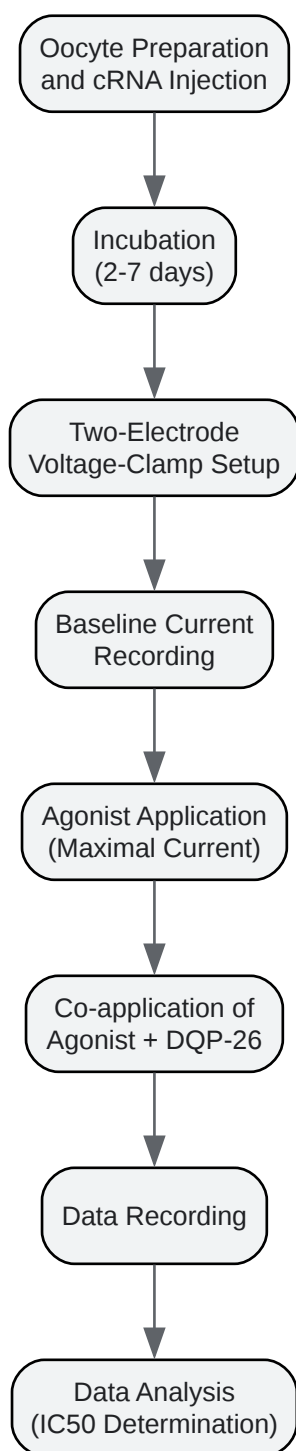 Oocyte Preparation
and cRNA Injection
Incubation
(2-7 days)
Two-Electrode
Voltage-Clamp Setup
Baseline Current
Recording
Agonist Application
(Maximal Current)
Co-application of
Agonist + DQP-26
Data Recording
Data Analysis
(IC50 Determination)